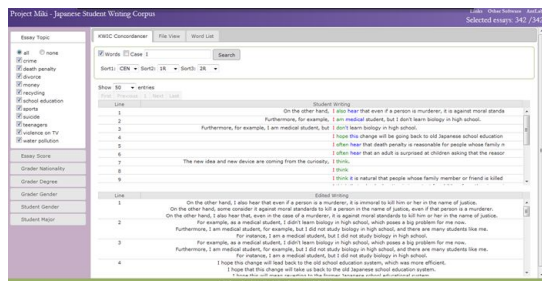 Project Miki - Japanese Student Writing Corpus
Links Other Software AntLab
Selected essays: 342 /342
Essay Topic
all none
crime
death penalty
divorce
money
recycling
school education
sports
suicide
teenagers
violence on TV
water pollution
Essay Score
Grader Nationality
Grader Degree
Grader Gender
Student Gender
Student Major
KWIC Concordancer File View Word List
Words Case I Search
Sort1: CEN Sort2: 1R Sort3: 2R
Show 50 entries
First Previous 1 Next Last
Line Student Writing
1 On the other hand, I also hear that even if a person is a murderer, it is against moral standa
2 Furthermore, for example, I am medical student, but I don't learn biology in high school.
3 Furthermore, for example, I am medical student, but I don't learn biology in high school.
4 I hope this change will be going back to old Japanese school education
5 I often hear that death penalty is reasonable for people whose family n
6 I often hear that an adult is surprised at children asking that the reasor
7 The new idea and new device are coming from the curiosity, I think.
8 I think.
9 I think it is natural that people whose family member or friend is killed
Line Edited Writing
1 On the other hand, I also hear that even if a person is a murderer, it is immoral to kill him or her in the name of justice.
On the other hand, some consider it against moral standards to kill a person in the name of justice, even if that person is a murderer.
On the other hand, I also hear that, even in the case of a murderer, it is against moral standards to kill him or her in the name of justice.
2 For example, as a medical student, I didn't learn biology in high school, which poses a big problem for me now.
Furthermore, I am medical student, for example, but I did not study biology in high school, and there are many students like me.
For instance, I am a medical student, but I did not study biology in high school.
3 For example, as a medical student, I didn't learn biology in high school, which poses a big problem for me now.
Furthermore, I am medical student, for example, but I did not study biology in high school, and there are many students like me.
For instance, I am a medical student, but I did not study biology in high school.
4 I hope this change will lead back to the old school education system, which was more efficient.
I hope that this change will take us back to the old Japanese school education system.